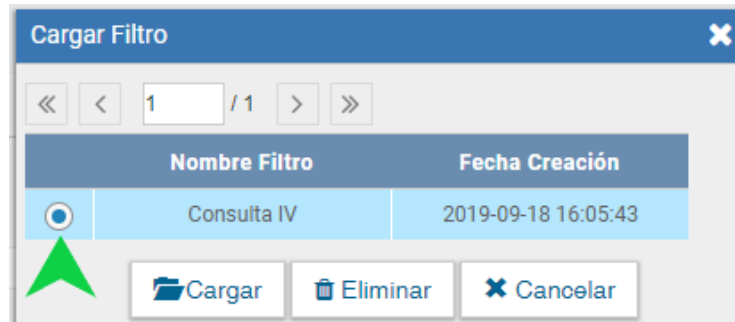 Cargar Filtro
1 / 1
Nombre Filtro Fecha Creación
Consulta IV 2019-09-18 16:05:43
Cargar Eliminar Cancelar